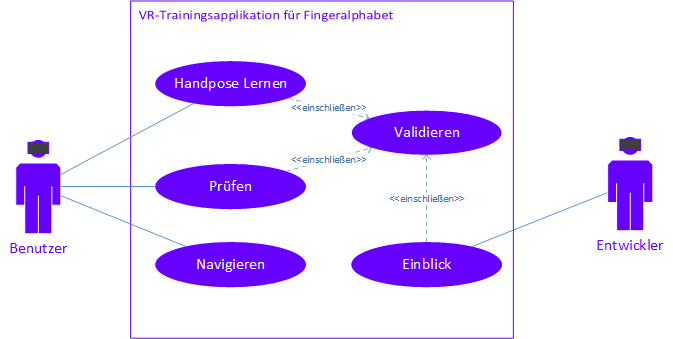 VR-Trainingsapplikation für Fingeralphabet
Handpose Lernen
<<einschließen>>
Validieren
<<einschließen>>
Prüfen
<<einschließen>>
Benutzer
Entwickler
Navigieren
Einblick